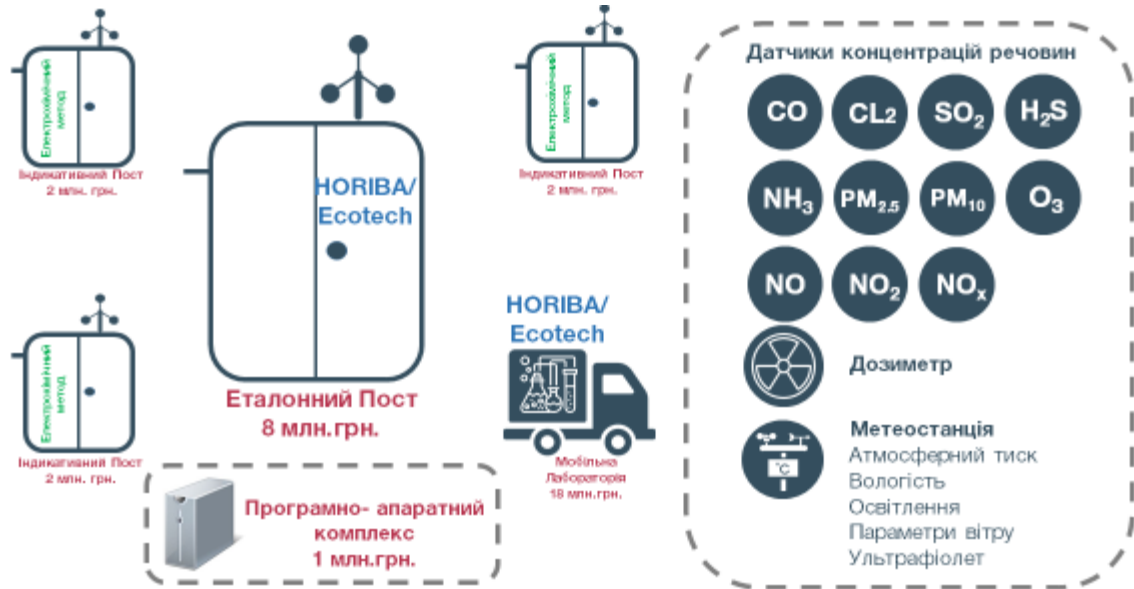 Електрохімічний
метод
Індикативний Пост
2 млн. грн.
HORIBA/
Ecotech
Еталонний Пост
8 млн.грн.
Електрохімічний
метод
Індикативний Пост
2 млн. грн.
Електрохімічний
метод
Індикативний Пост
2 млн. грн.
HORIBA/
Ecotech
Мобільна
Лабораторія
18 млн.грн.
Програмно- апаратний
комплекс
1 млн.грн.
Датчики концентрацій речовин
CO CL2 SO₂ H₂S
NH₃ PM₂.₅ PM₁₀ O₃
NO NO₂ NOₓ
Дозиметр
°C
Метеостанція
Атмосферний тиск
Вологість
Освітлення
Параметри вітру
Ультрафіолет